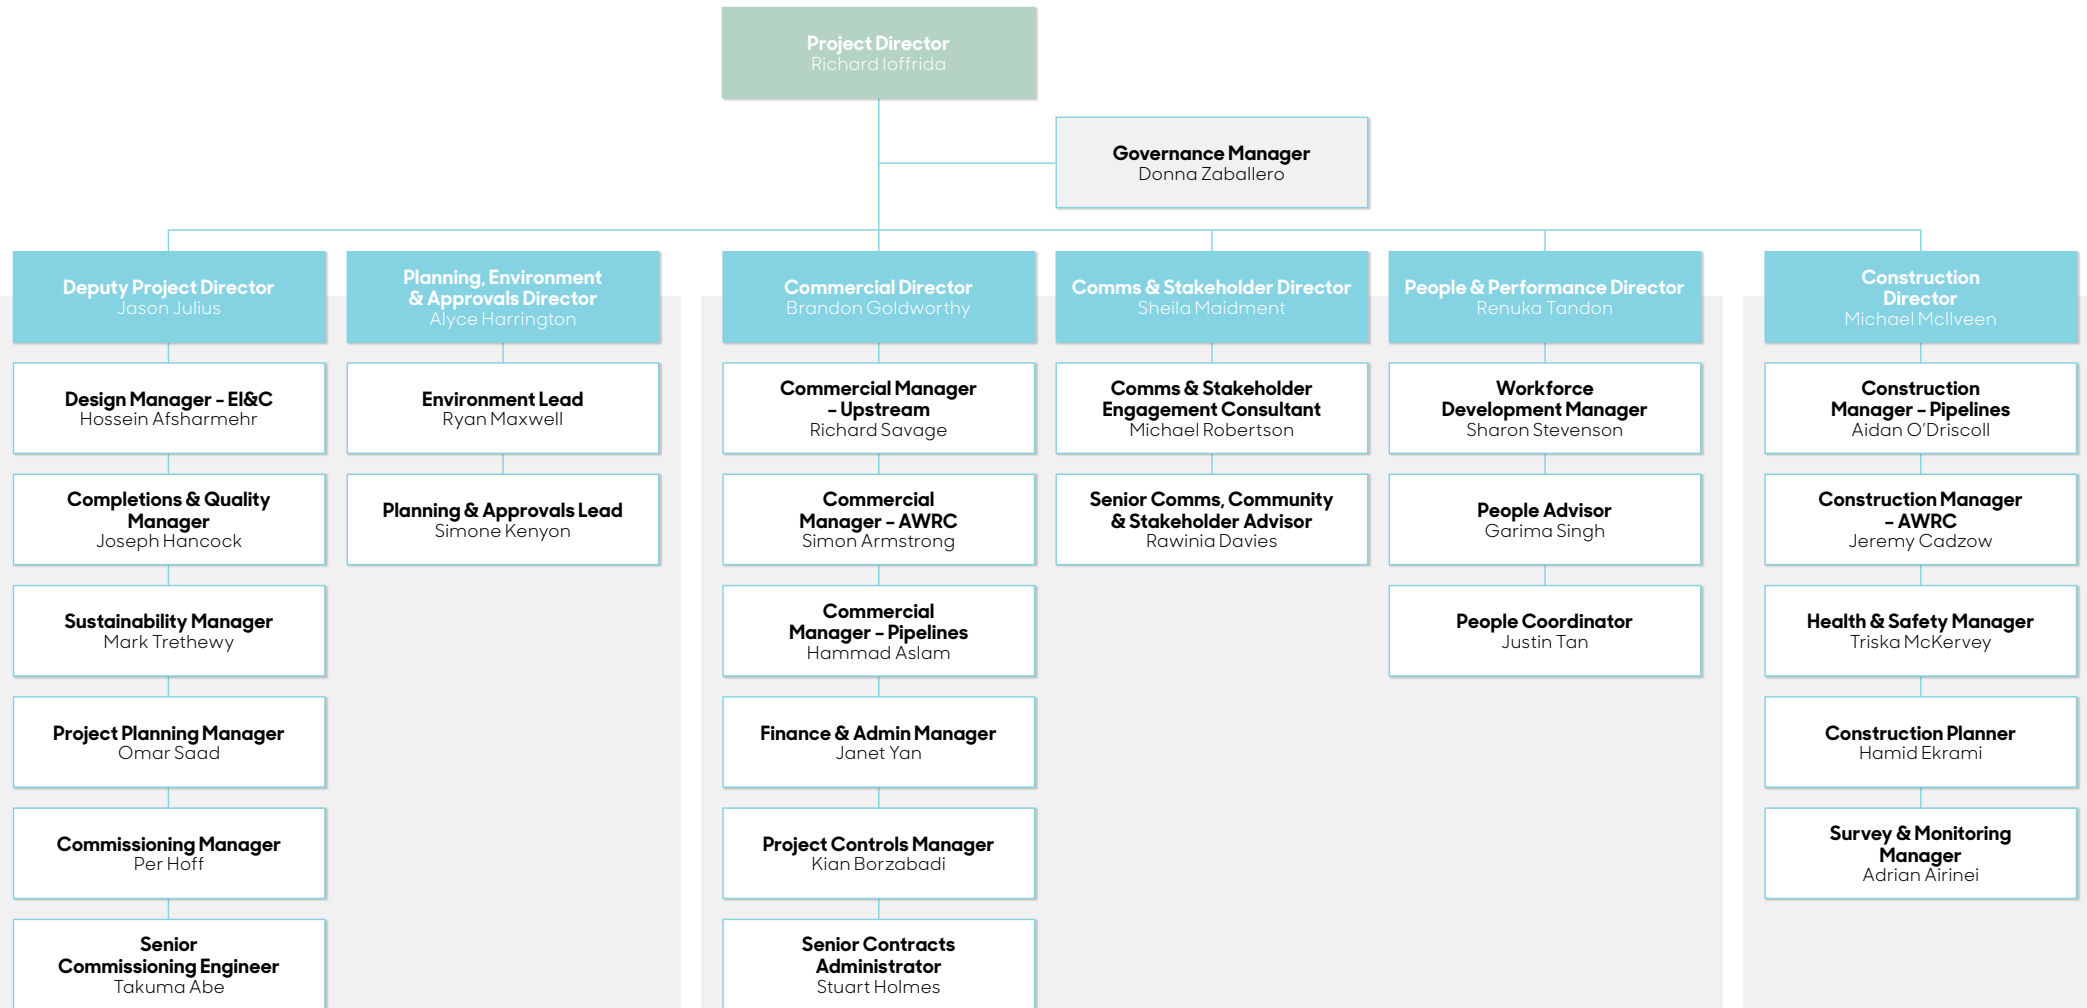 Project Director
Richard Ioffrida
Governance Manager
Donna Zaballero
Deputy Project Director
Jason Julius
Design Manager – EI&C
Hossein Afsharmehr
Completions & Quality
Manager
Joseph Hancock
Sustainability Manager
Mark Trethewy
Project Planning Manager
Omar Saad
Commissioning Manager
Per Hoff
Senior
Commissioning Engineer
Takuma Abe
Planning, Environment
& Approvals Director
Alyce Harrington
Environment Lead
Ryan Maxwell
Planning & Approvals Lead
Simone Kenyon
Commercial Director
Brandon Goldworthy
Commercial Manager
– Upstream
Richard Savage
Commercial
Manager – AWRC
Simon Armstrong
Commercial
Manager – Pipelines
Hammad Aslam
Finance & Admin Manager
Janet Yan
Project Controls Manager
Kian Borzabadi
Senior Contracts
Administrator
Stuart Holmes
Comms & Stakeholder Director
Sheila Maidment
Comms & Stakeholder
Engagement Consultant
Michael Robertson
Senior Comms, Community
& Stakeholder Advisor
Rawinia Davies
People & Performance Director
Renuka Tandon
Workforce
Development Manager
Sharon Stevenson
People Advisor
Garima Singh
People Coordinator
Justin Tan
Construction
Director
Michael McIlveen
Construction
Manager – Pipelines
Aidan O’Driscoll
Construction Manager
– AWRC
Jeremy Cadzow
Health & Safety Manager
Triska McKervey
Construction Planner
Hamid Ekrami
Survey & Monitoring
Manager
Adrian Airinei